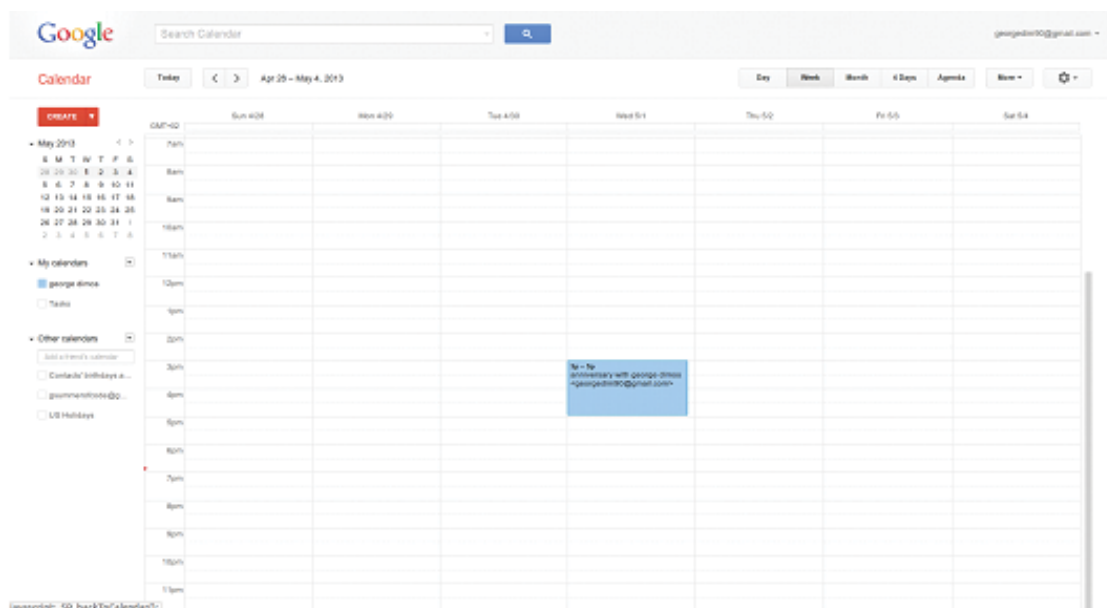 Google
Search Calendar
Calendar
Today
Apr 28 – May 4, 2013
Day
Week
Month
4 Days
Agenda
More
CREATE
GMT+02
Sun 4/28
Mon 4/29
Tue 4/30
Wed 5/1
Thu 5/2
Fri 5/3
Sat 5/4
May 2013
S M T W T F S
28 29 30 1 2 3 4
5 6 7 8 9 10 11
12 13 14 15 16 17 18
19 20 21 22 23 24 25
26 27 28 29 30 31 1
2 3 4 5 6 7 8
My calendars
george dimos
Tasks
Other calendars
Add a friend's calendar
Contacts' birthdays a...
US Holidays
7am
8am
9am
10am
11am
12pm
1pm
2pm
3pm
4pm
5pm
6pm
7pm
8pm
9pm
10pm
11pm
3p – 5p
anniversary with george dimos